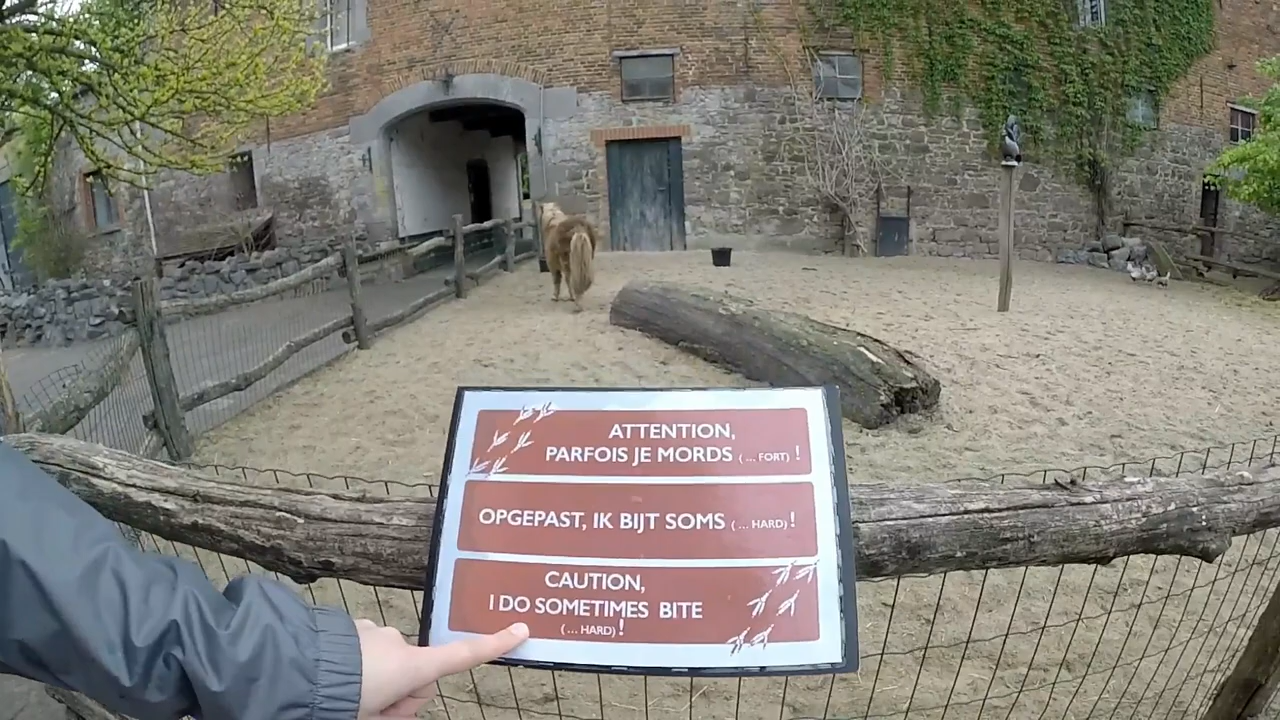 ATTENTION,
PARFOIS JE MORDS (... FORT) !
OPGEPAST, IK BIJT SOMS (... HARD) !
CAUTION,
I DO SOMETIMES BITE
(... HARD) !